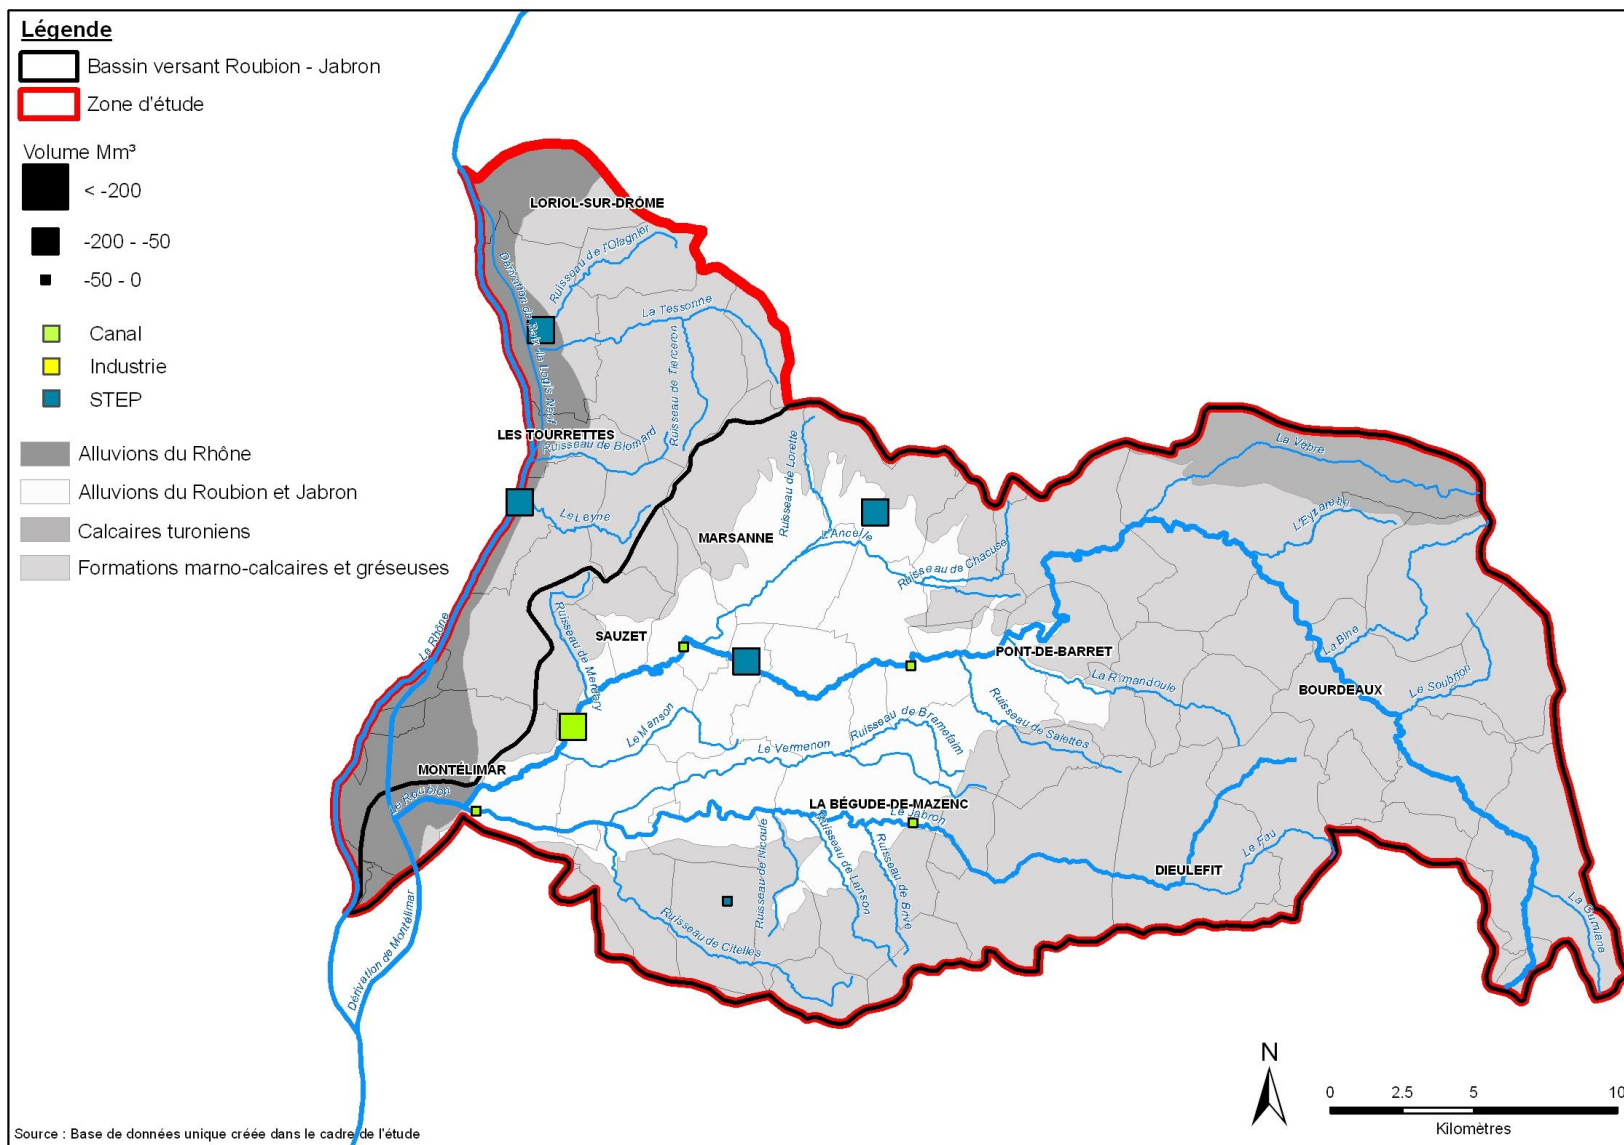 Légende
Bassin versant Roubion - Jabron
Zone d'étude
Volume Mm³
< -200
-200 - -50
-50 - 0
Canal
Industrie
STEP
Alluvions du Rhône
Alluvions du Roubion et Jabron
Calcaires turoniens
Formations marno-calcaires et gréseuses
LORIOL-SUR-DRÔME
Ruisseau de l'Olagnier
La Tessonne
Ruisseau de Tierceron
LES TOURRETTES
Ruisseau de Blomard
Le Leyne
Ruisseau de Lorette
MARSANNE
L'Ancelle
Ruisseau de Chacuse
La Vèbre
L'Eyzarette
Le Rhône
SAUZET
Ruisseau de Merdary
PONT-DE-BARRET
La Rimandoule
La Bine
BOURDEAUX
Le Soubrion
Le Manson
Ruisseau de Bramefaim
Ruisseau de Salettes
Le Vermenon
MONTÉLIMAR
Le Roubion
LA BÉGUDE-DE-MAZENC
Le Jabron
Ruisseau de Nicoule
Ruisseau de Lanson
Ruisseau de Brive
Ruisseau de Citelles
DIEULEFIT
Le Fau
La Gumiane
Dérivation de Montélimar
N
0 2.5 5 10
Kilomètres
Source : Base de données unique créée dans le cadre de l'étude